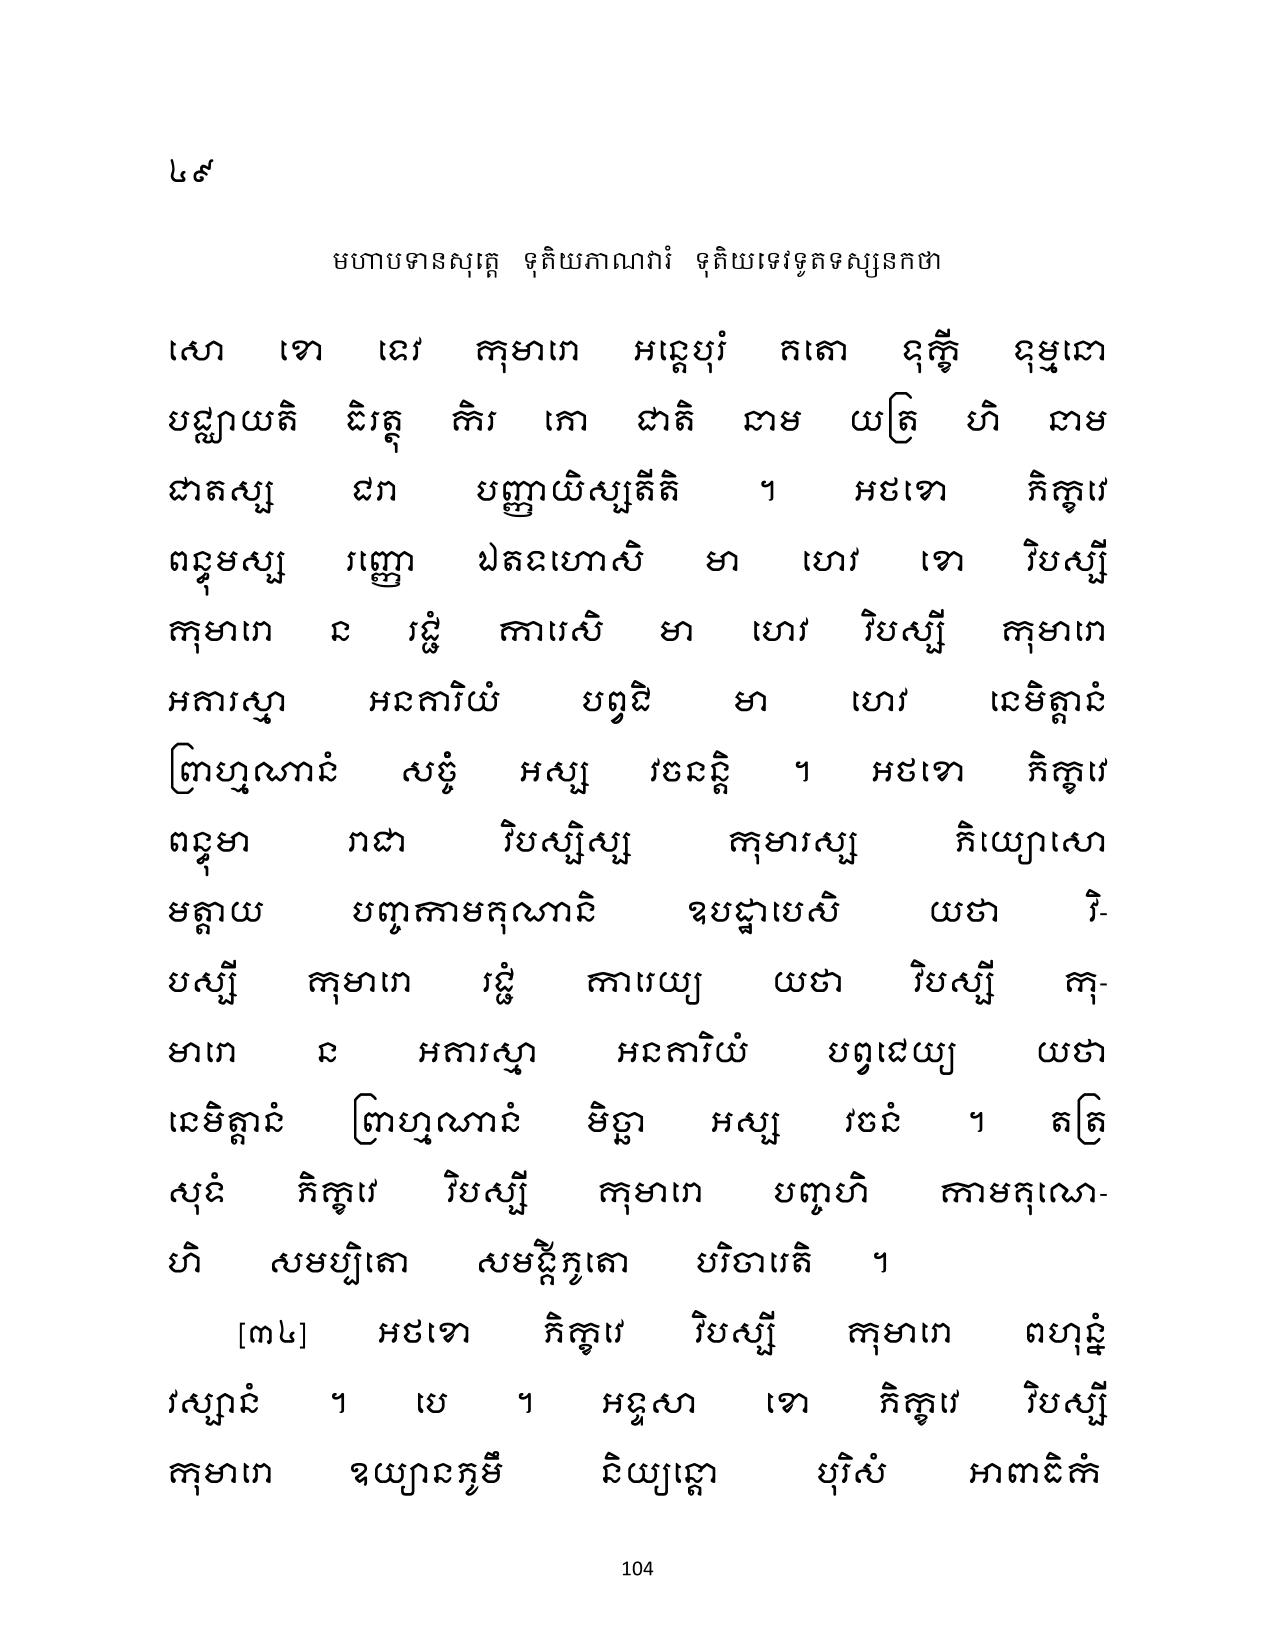 ៤៩
មហាបទានសុត្តេ ទុតិយភាណវារំ ទុតិយទេវទូតទស្សនកថា
សោ ខោ ទេវ កុមារោ អន្តេបុរំ គតោ ទុក្ខី ទុម្មនោ
បជ្ឈាយតិ ធិរត្ថុ កិរ ភោ ជាតិ នាម យត្រ ហិ នាម
ជាតស្ស ជរា បញ្ញាយិស្សតីតិ ។ អថខោ ភិក្ខវេ
ពន្ធុមស្ស រញ្ញោ ឯតទហោសិ មា ហេវ ខោ វិបស្សី
កុមារោ ន រជ្ជំ ការេសិ មា ហេវ វិបស្សី កុមារោ
អគារស្មា អនគារិយំ បព្វជិ មា ហេវ នេមិត្តានំ
ព្រាហ្មណានំ សច្ចំ អស្ស វចនន្តិ ។ អថខោ ភិក្ខវេ
ពន្ធុមា រាជា វិបស្សិស្ស កុមារស្ស ភិយ្យោសោ
មត្តាយ បញ្ចកាមគុណានិ ឧបដ្ឋាបេសិ យថា វិ-
បស្សី កុមារោ រជ្ជំ ការេយ្យ យថា វិបស្សី កុ-
មារោ ន អគារស្មា អនគារិយំ បព្វជេយ្យ យថា
នេមិត្តានំ ព្រាហ្មណានំ មិច្ឆា អស្ស វចនំ ។ តត្រ
សុទំ ភិក្ខវេ វិបស្សី កុមារោ បញ្ចហិ កាមគុណេ-
ហិ សមប្បិតោ សមង្គីភូតោ បរិចារេតិ ។
[៣៤] អថខោ ភិក្ខវេ វិបស្សី កុមារោ ពហុន្នំ
វស្សានំ ។ បេ ។ អទ្ទសា ខោ ភិក្ខវេ វិបស្សី
កុមារោ ឧយ្យានភូមឹ និយ្យន្តោ បុរិសំ អាពាធិកំ
104